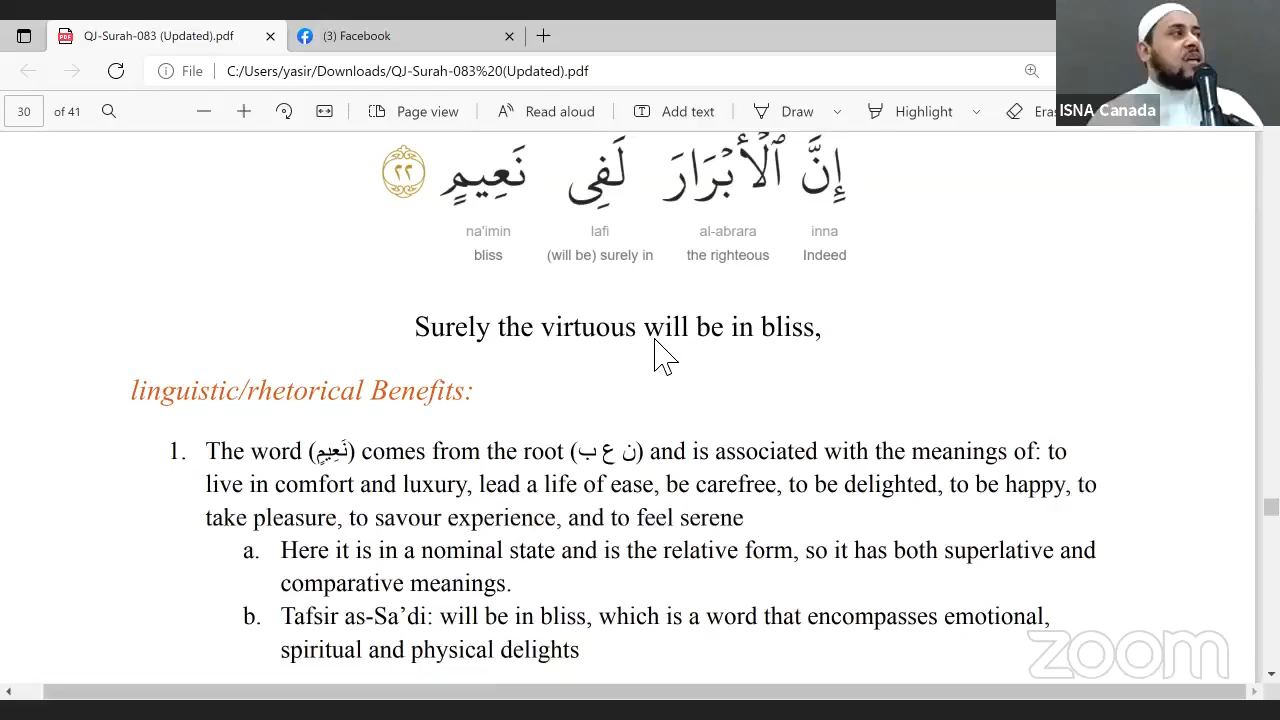 QJ-Surah-083 (Updated).pdf
(3) Facebook
File
C:/Users/yasir/Downloads/QJ-Surah-083%20(Updated).pdf
ISNA Canada
30 of 41
Page view
Read aloud
Add text
Draw
Highlight
Eras
إِنَّ ٱلْأَبْرَارَ لَفِى نَعِيمٍ ٢٢
na'imin lafi al-abrara inna
bliss (will be) surely in the righteous Indeed
Surely the virtuous will be in bliss,
linguistic/rhetorical Benefits:
1. The word (نَعِيمٍ) comes from the root (ن ع ب) and is associated with the meanings of: to
live in comfort and luxury, lead a life of ease, be carefree, to be delighted, to be happy, to
take pleasure, to savour experience, and to feel serene
a. Here it is in a nominal state and is the relative form, so it has both superlative and
comparative meanings.
b. Tafsir as-Sa’di: will be in bliss, which is a word that encompasses emotional,
spiritual and physical delights
zoom